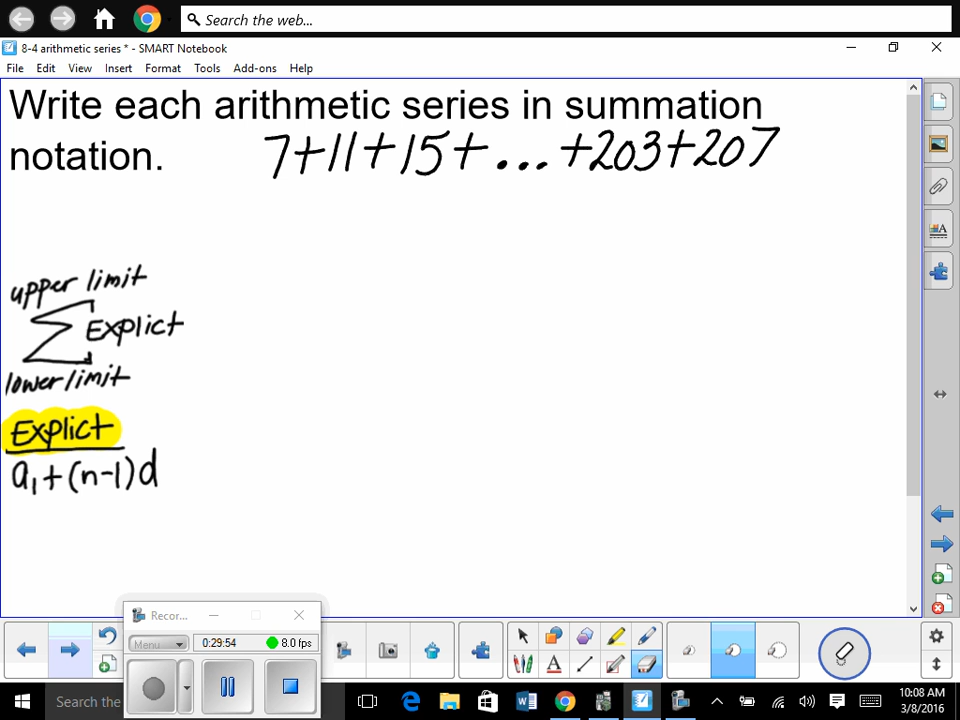 Search the web...
8-4 arithmetic series * - SMART Notebook
File Edit View Insert Format Tools Add-ons Help
Write each arithmetic series in summation
notation. 7+11+15+...+203+207
upper limit
∑ Explict
lower limit
Explict
a₁+(n-1)d
Recor...
Menu 0:29:54 8.0 fps
Search the
10:08 AM
3/8/2016